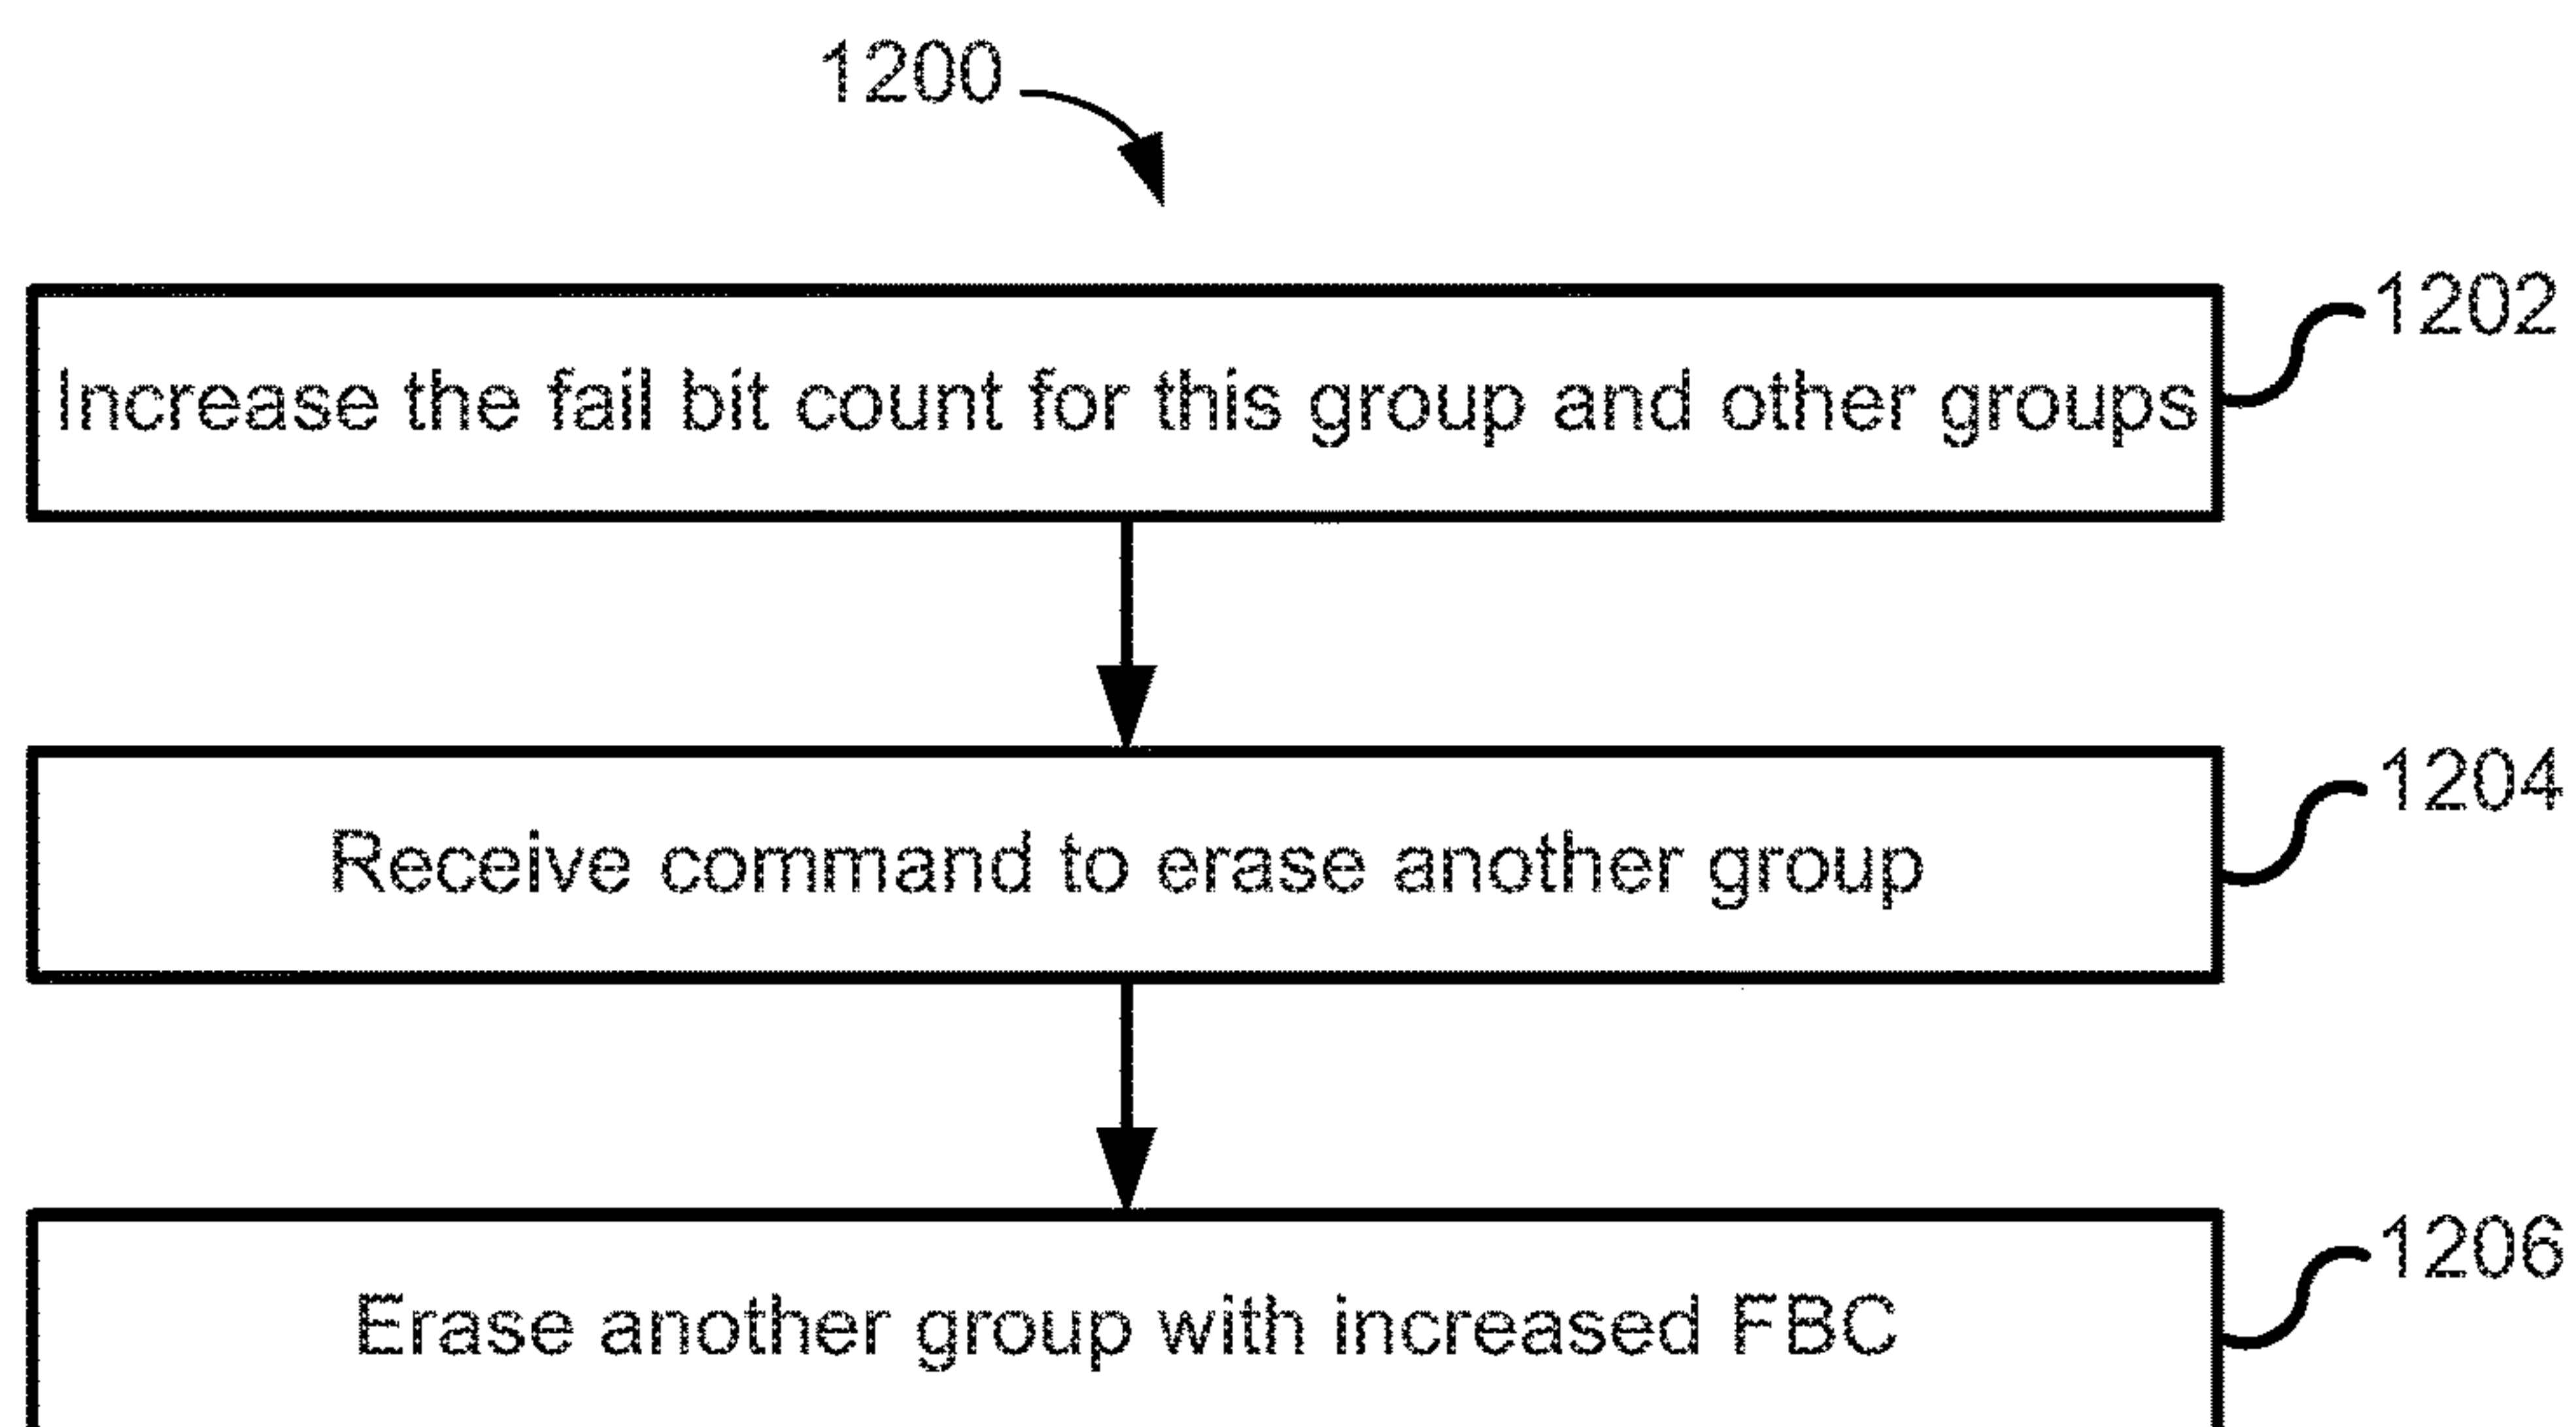 1200
1202
Increase the fail bit count for this group and other groups
1204
Receive command to erase another group
1206
Erase another group with increased FBC